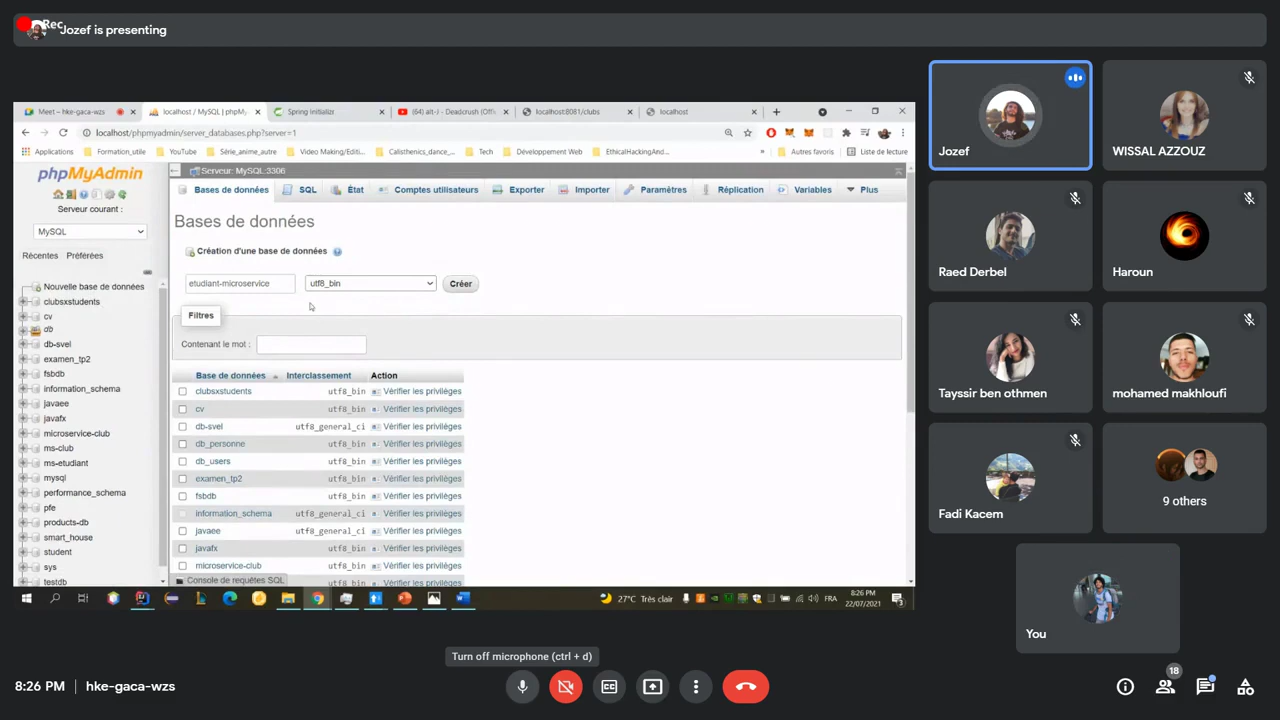 Rec
Jozef is presenting
Meet – hke-gaca-wzs
localhost / MySQL | phpMy
Spring Initializr
(64) alt-J - Deadcrush (Offi
localhost:8081/clubs
localhost
localhost/phpmyadmin/server_databases.php?server=1
Applications
Formation_utile
YouTube
Série_anime_autre
Video Making/Editi...
Calisthenics_dance_...
Tech
Développement Web
EthicalHackingAnd...
»
Autres favoris
Liste de lecture
phpMyAdmin
Serveur courant :
MySQL
Récentes Préférées
Nouvelle base de données
clubsxstudents
cv
db
db-svel
examen_tp2
fsbdb
information_schema
javaee
javafx
microservice-club
ms-club
ms-etudiant
mysql
performance_schema
pfe
products-db
smart_house
student
sys
testdb
Serveur: MySQL:3306
Bases de données
SQL
État
Comptes utilisateurs
Exporter
Importer
Paramètres
Réplication
Variables
Plus
Bases de données
Création d'une base de données
etudiant-microservice
utf8_bin
Créer
Filtres
Contenant le mot :
Base de données Interclassement Action
clubsxstudents utf8_bin Vérifier les privilèges
cv utf8_bin Vérifier les privilèges
db-svel utf8_general_ci Vérifier les privilèges
db_personne utf8_bin Vérifier les privilèges
db_users utf8_bin Vérifier les privilèges
examen_tp2 utf8_bin Vérifier les privilèges
fsbdb utf8_bin Vérifier les privilèges
information_schema utf8_general_ci Vérifier les privilèges
javaee utf8_general_ci Vérifier les privilèges
javafx utf8_bin Vérifier les privilèges
microservice-club utf8_bin Vérifier les privilèges
Console de requêtes SQL
utf8_bin Vérifier les privilèges
27°C Très clair
FRA
8:26 PM
22/07/2021
3
Jozef
WISSAL AZZOUZ
Raed Derbel
Haroun
Tayssir ben othmen
mohamed makhloufi
Fadi Kacem
9 others
You
Turn off microphone (ctrl + d)
8:26 PM
hke-gaca-wzs
CC
18